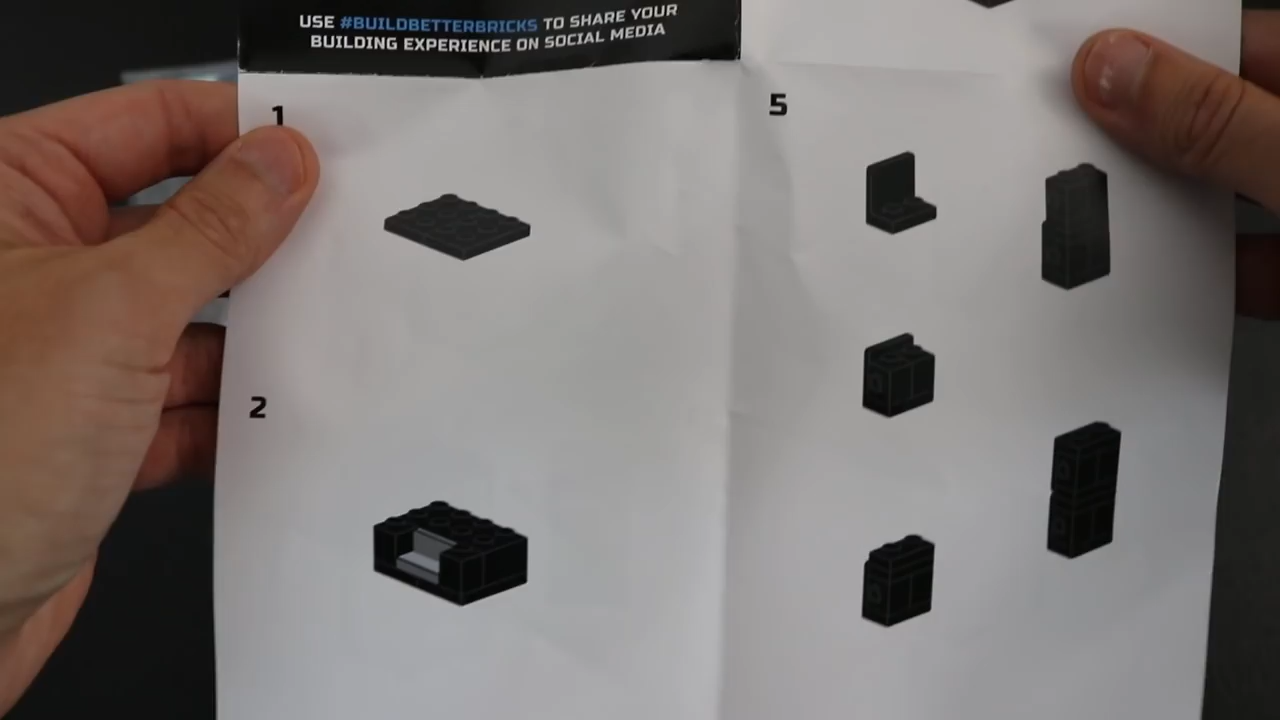 USE #BUILDBETTERBRICKS TO SHARE YOUR
BUILDING EXPERIENCE ON SOCIAL MEDIA
1
5
2